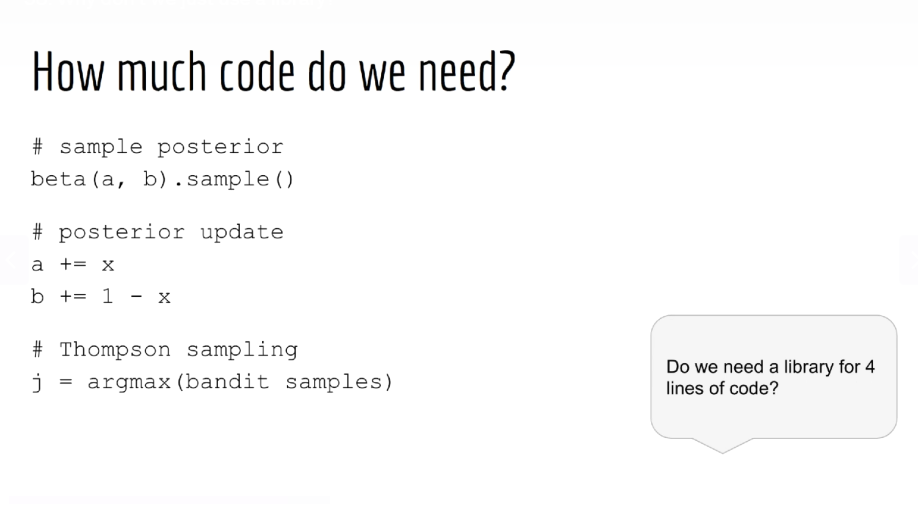 How much code do we need?
# sample posterior
beta(a, b).sample()
# posterior update
a += x
b += 1 - x
# Thompson sampling
j = argmax(bandit samples)
Do we need a library for 4
lines of code?